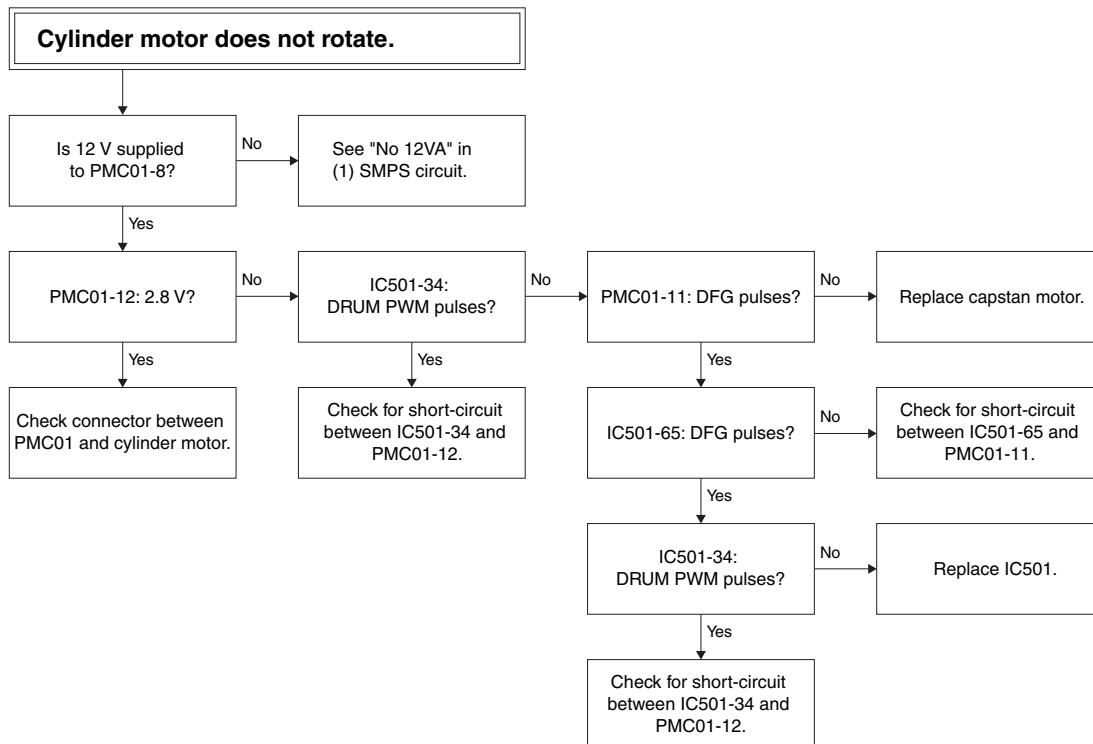 Cylinder motor does not rotate.
Is 12 V supplied
to PMC01-8?
No
See "No 12VA" in
(1) SMPS circuit.
Yes
PMC01-12: 2.8 V?
No
IC501-34:
DRUM PWM pulses?
No
PMC01-11: DFG pulses?
No
Replace capstan motor.
Yes
Yes
Yes
Check connector between
PMC01 and cylinder motor.
Check for short-circuit
between IC501-34 and
PMC01-12.
IC501-65: DFG pulses?
No
Check for short-circuit
between IC501-65 and
PMC01-11.
Yes
IC501-34:
DRUM PWM pulses?
No
Replace IC501.
Yes
Check for short-circuit
between IC501-34 and
PMC01-12.